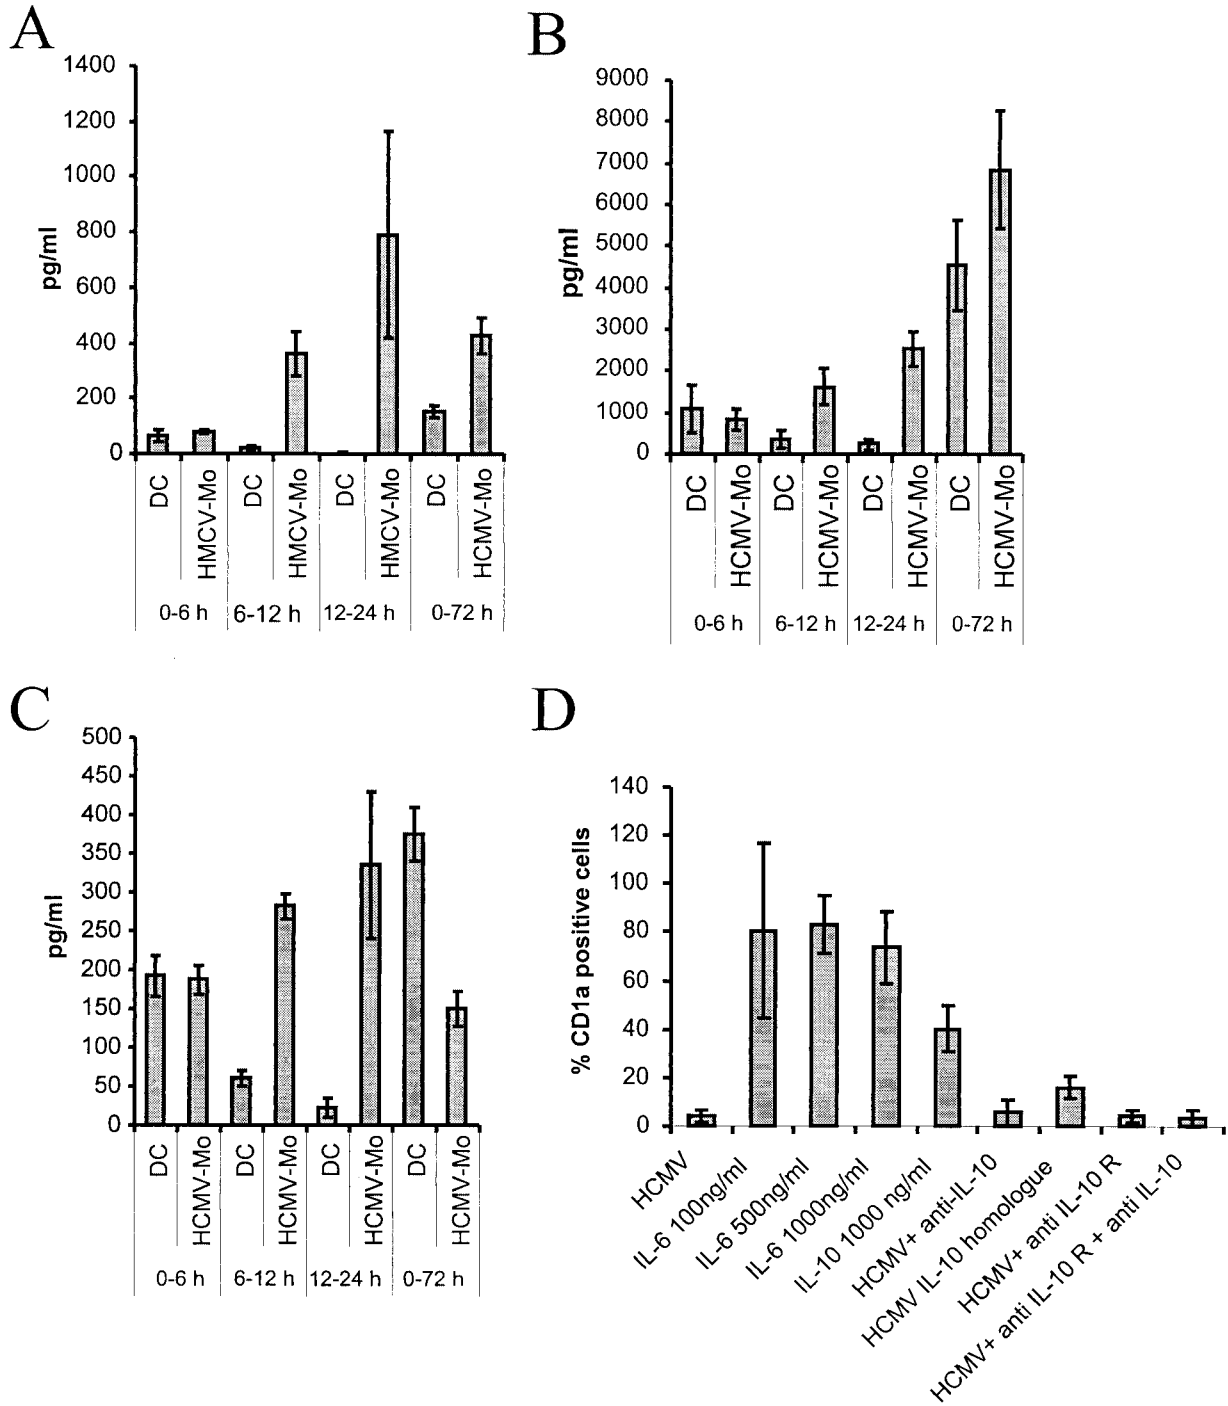 A
1400
1200
1000
800
600
400
200
0
pg/ml
DC
HMCV-Mo
DC
HMCV-Mo
DC
HMCV-Mo
DC
HCMV-Mo
0-6 h
6-12 h
12-24 h
0-72 h
B
9000
8000
7000
6000
5000
4000
3000
2000
1000
0
pg/ml
DC
HCMV-Mo
DC
HCMV-Mo
DC
HCMV-Mo
DC
HCMV-Mo
0-6 h
6-12 h
12-24 h
0-72 h
C
500
450
400
350
300
250
200
150
100
50
0
pg/ml
DC
HCMV-Mo
DC
HCMV-Mo
DC
HCMV-Mo
DC
HCMV-Mo
0-6 h
6-12 h
12-24 h
0-72 h
D
140
120
100
80
60
40
20
0
% CD1a positive cells
HCMV
IL-6 100ng/ml
IL-6 500ng/ml
IL-6 1000ng/ml
IL-10 1000 ng/ml
HCMV+ anti-IL-10
HCMV IL-10 homologue
HCMV+ anti IL-10 R
HCMV+ anti IL-10 R + anti IL-10